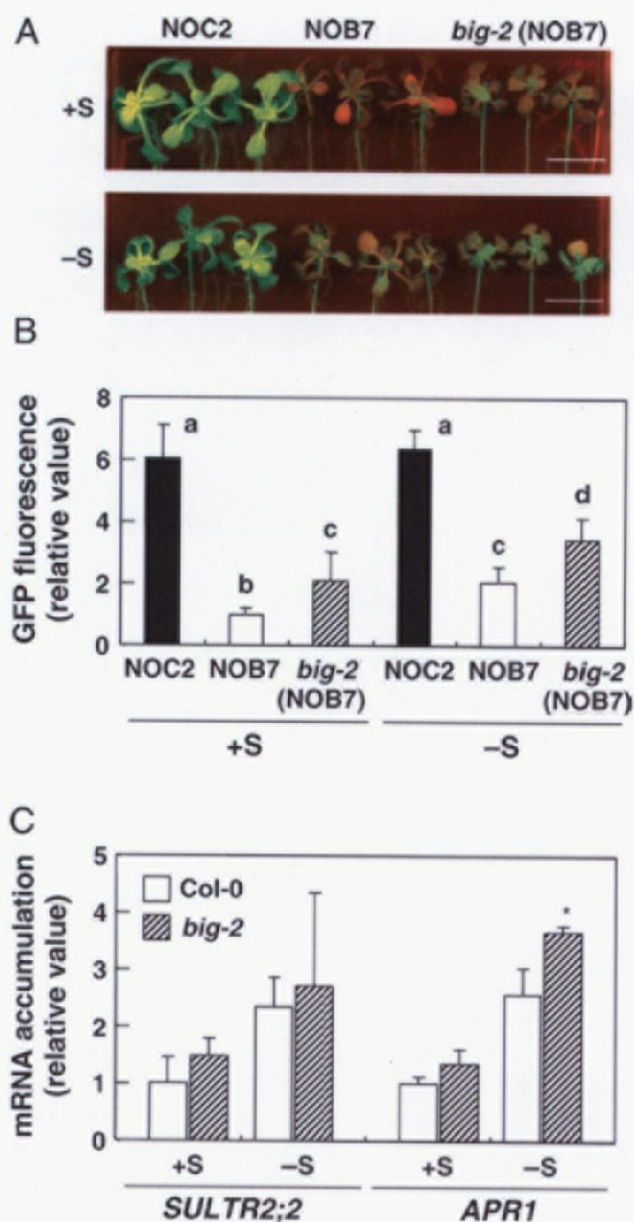 A
NOC2 NOB7 big-2 (NOB7)
+S
–S
B
GFP fluorescence
(relative value)
8
6
4
2
0
a
b
c
a
c
d
NOC2 NOB7 big-2 NOC2 NOB7 big-2
(NOB7) (NOB7)
+S –S
C
mRNA accumulation
(relative value)
5
4
3
2
1
0
Col-0
big-2
*
+S –S +S –S
SULTR2;2 APR1